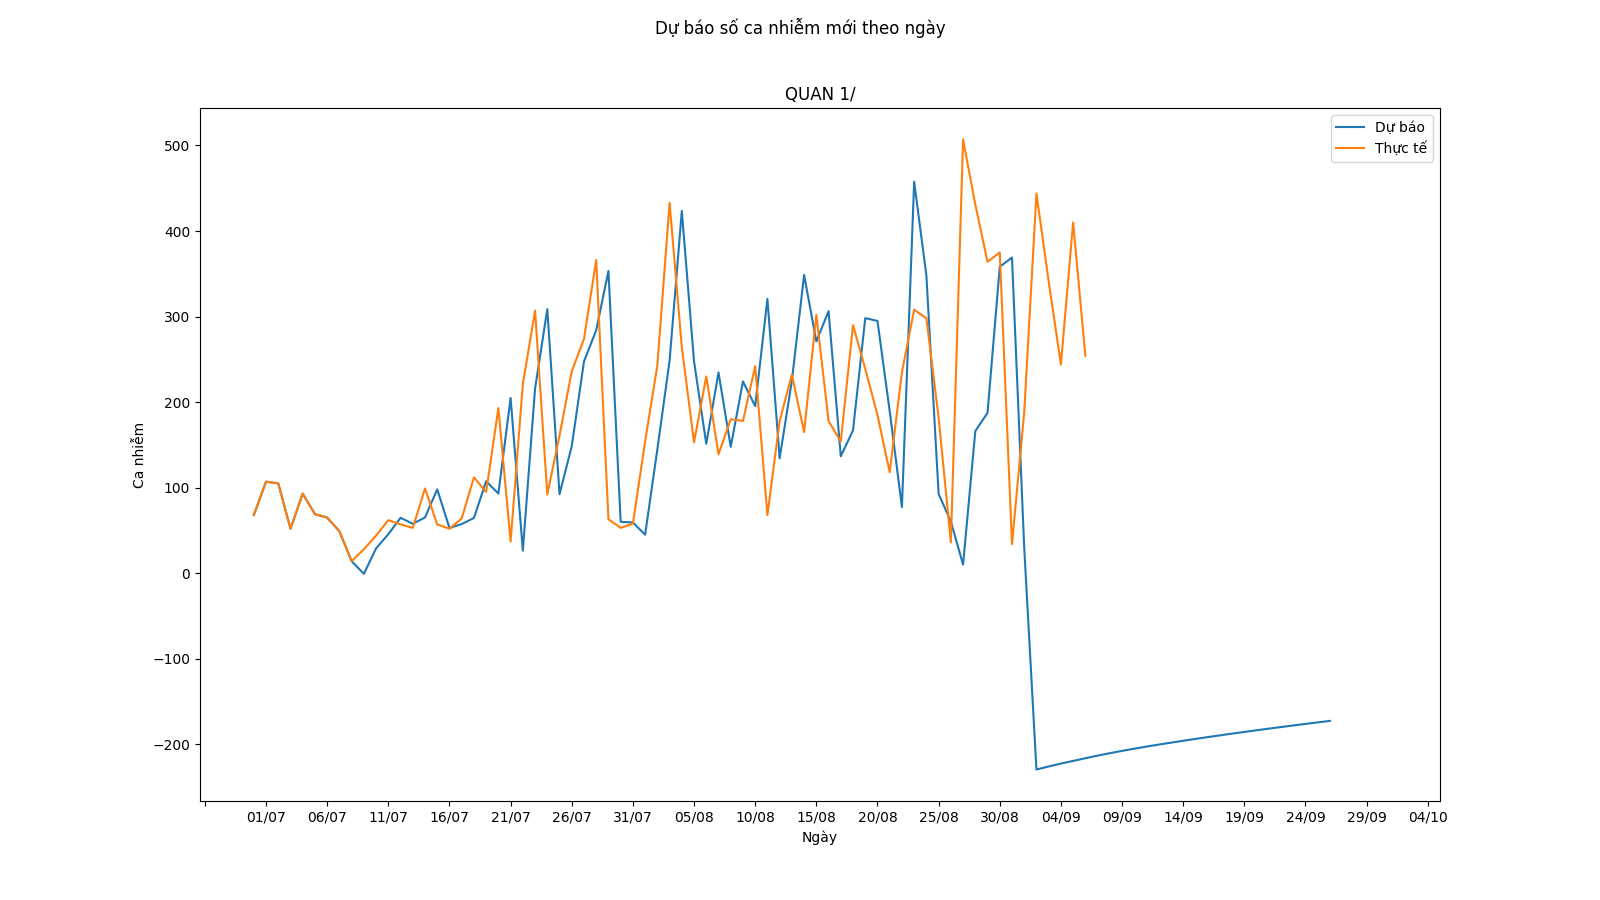 Dự báo số ca nhiễm mới theo ngày
QUAN 1/
Dự báo
Thực tế
Ca nhiễm
500
400
300
200
100
0
−100
−200
01/07 06/07 11/07 16/07 21/07 26/07 31/07 05/08 10/08 15/08 20/08 25/08 30/08 04/09 09/09 14/09 19/09 24/09 29/09 04/10
Ngày